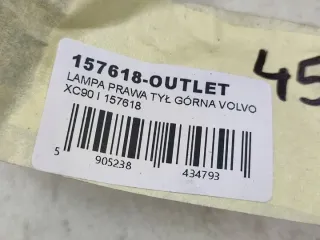 157618-OUTLET
LAMPA PRAWA TYŁ GÓRNA VOLVO
XC90 I 157618
5 905238 434793
45